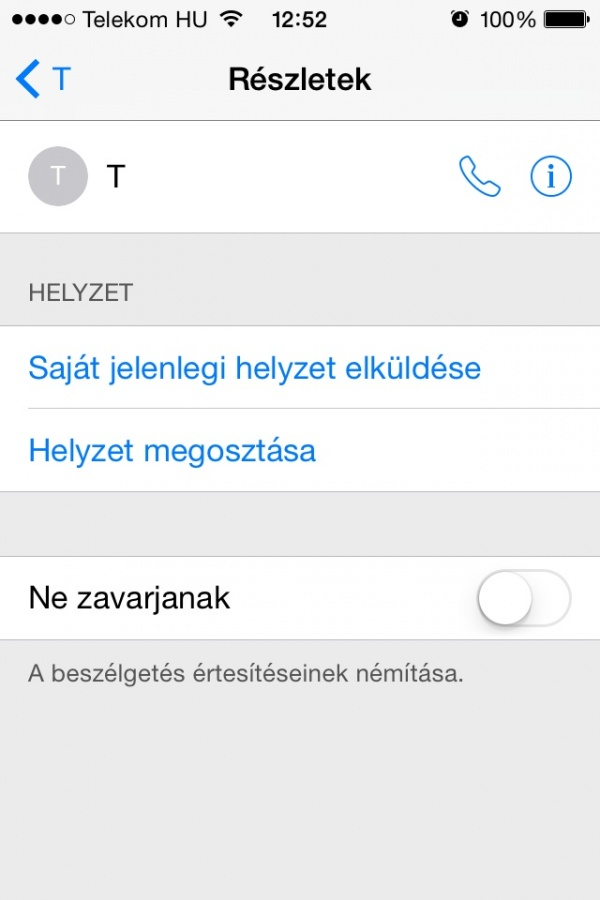 Telekom HU 12:52 100%
T Részletek
T T
HELYZET
Saját jelenlegi helyzet elküldése
Helyzet megosztása
Ne zavarjanak
A beszélgetés értesítéseinek némítása.